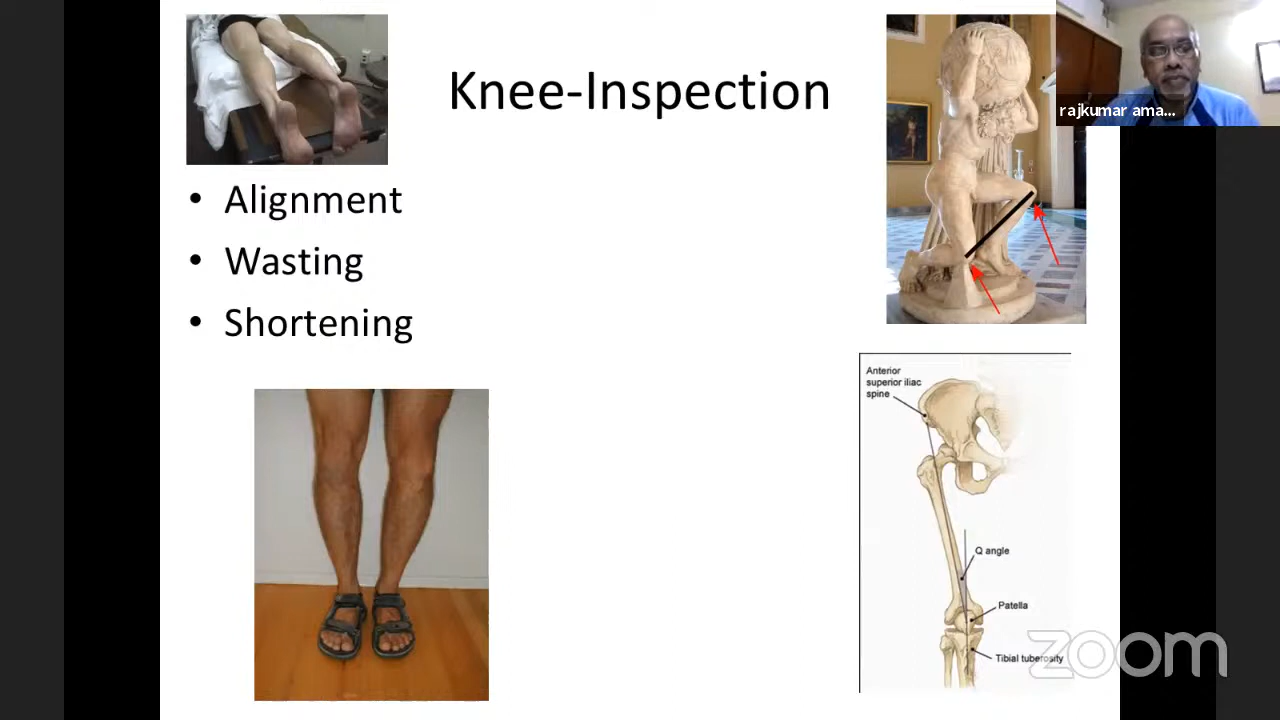 Knee-Inspection
rajkumar ama...
• Alignment
• Wasting
• Shortening
Anterior
superior iliac
spine
Q angle
Patella
Tibial tuberosity
zoom